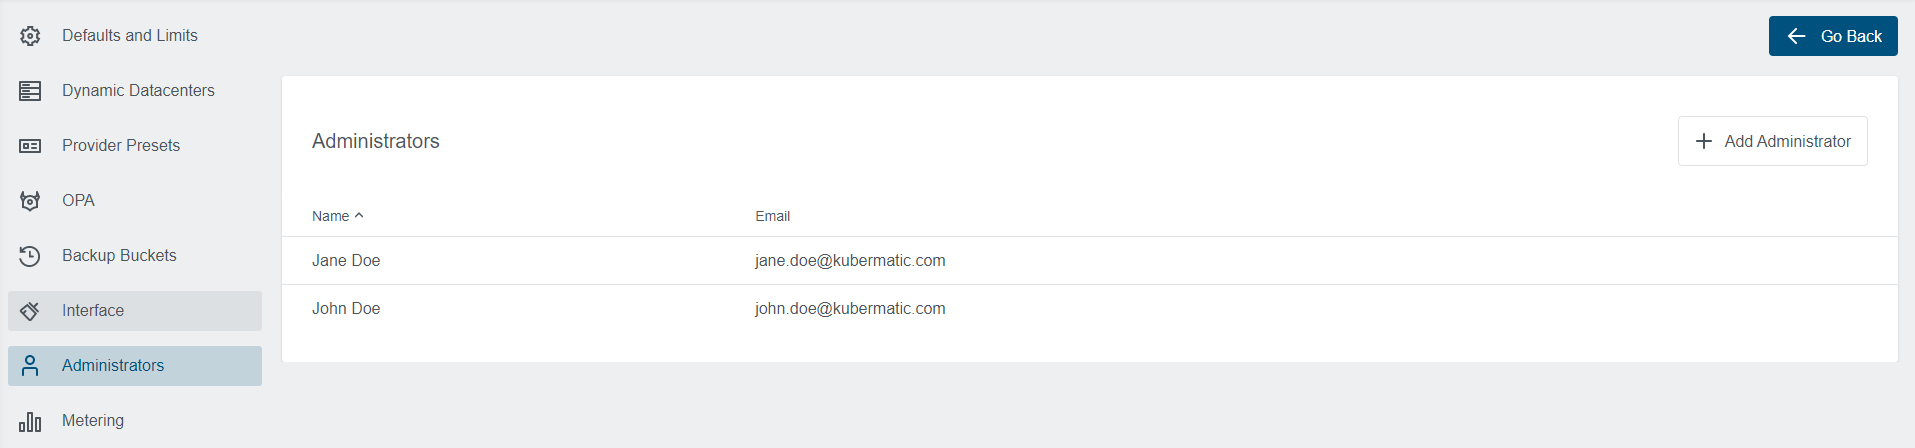 Defaults and Limits
Dynamic Datacenters
Provider Presets
OPA
Backup Buckets
Interface
Administrators
Metering
Go Back
Administrators
Add Administrator
Name Email
Jane Doe jane.doe@kubermatic.com
John Doe john.doe@kubermatic.com